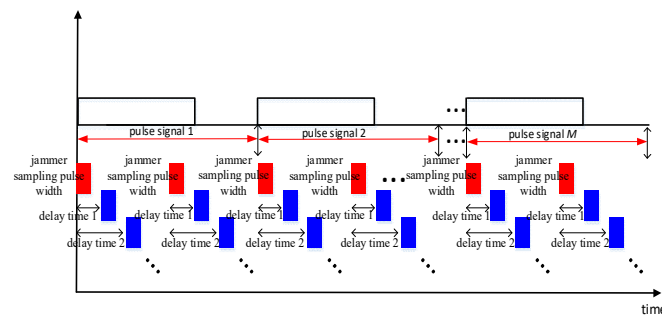 pulse signal 1
pulse signal 2
pulse signal M
jammer jammer jammer jammer jammer jammer
sampling pulse sampling pulse sampling pulse sampling pulse sampling pulse sampling pulse
width width width width width width
delay time 1 delay time 1 delay time 1 delay time 1 delay time 1 delay time 1
delay time 2 delay time 2 delay time 2 delay time 2 delay time 2 delay time 2
time